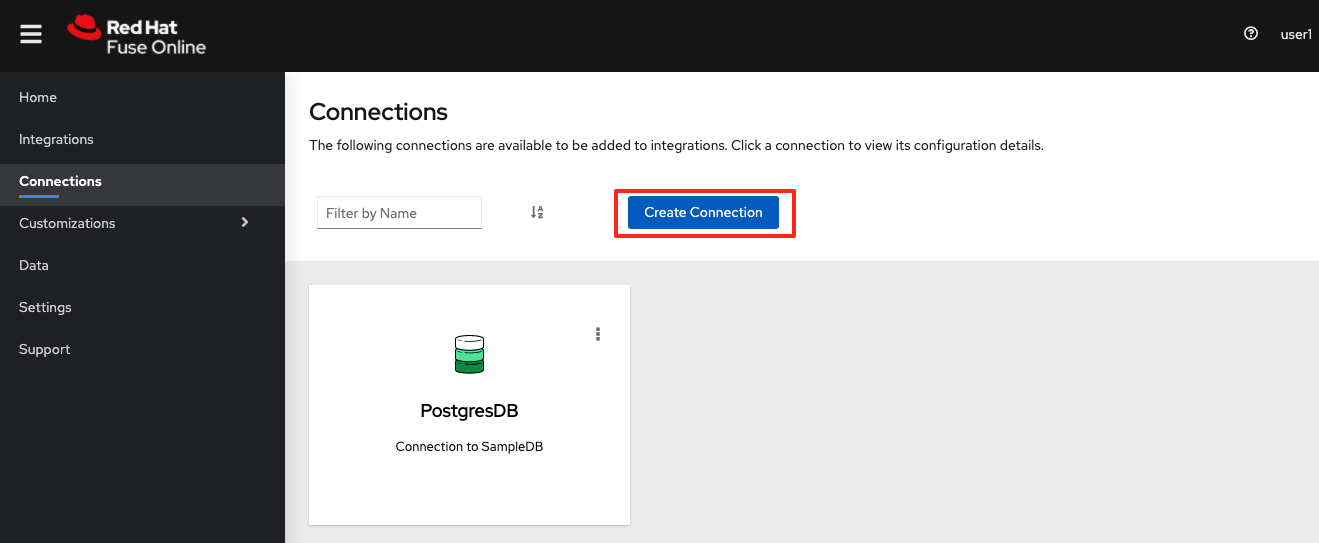 Red Hat
Fuse Online
user1
Home
Integrations
Connections
Customizations
Data
Settings
Support
Connections
The following connections are available to be added to integrations. Click a connection to view its configuration details.
Filter by Name
Create Connection
PostgresDB
Connection to SampleDB